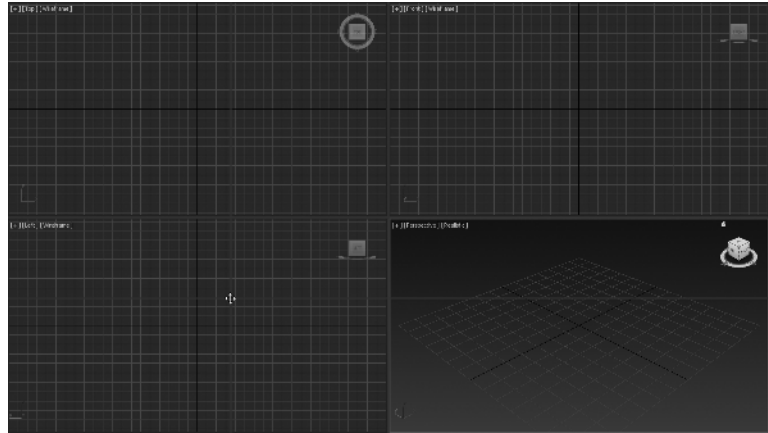 [+][Top][Wireframe]
[+][Front][Wireframe]
[+][Left][Wireframe]
[+][Perspective][Realistic]